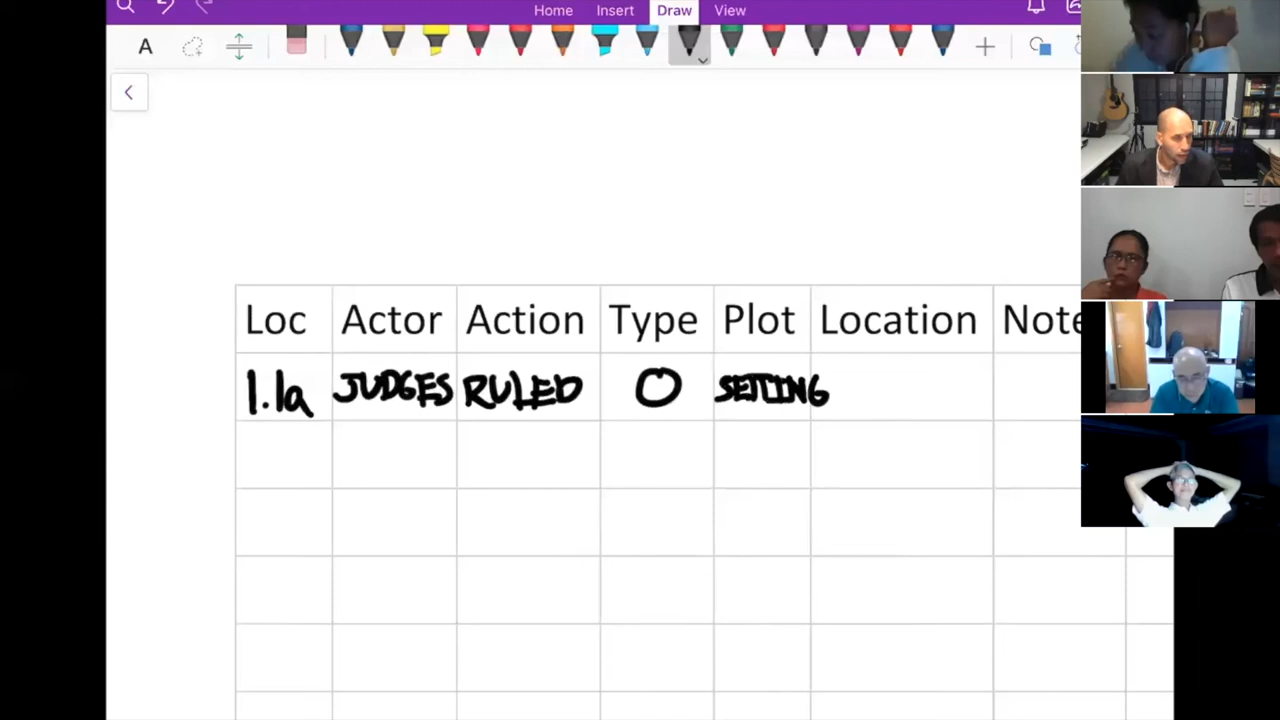 Home Insert Draw View
A
Loc Actor Action Type Plot Location Note
1.1a JUDGES RULED O SETTING